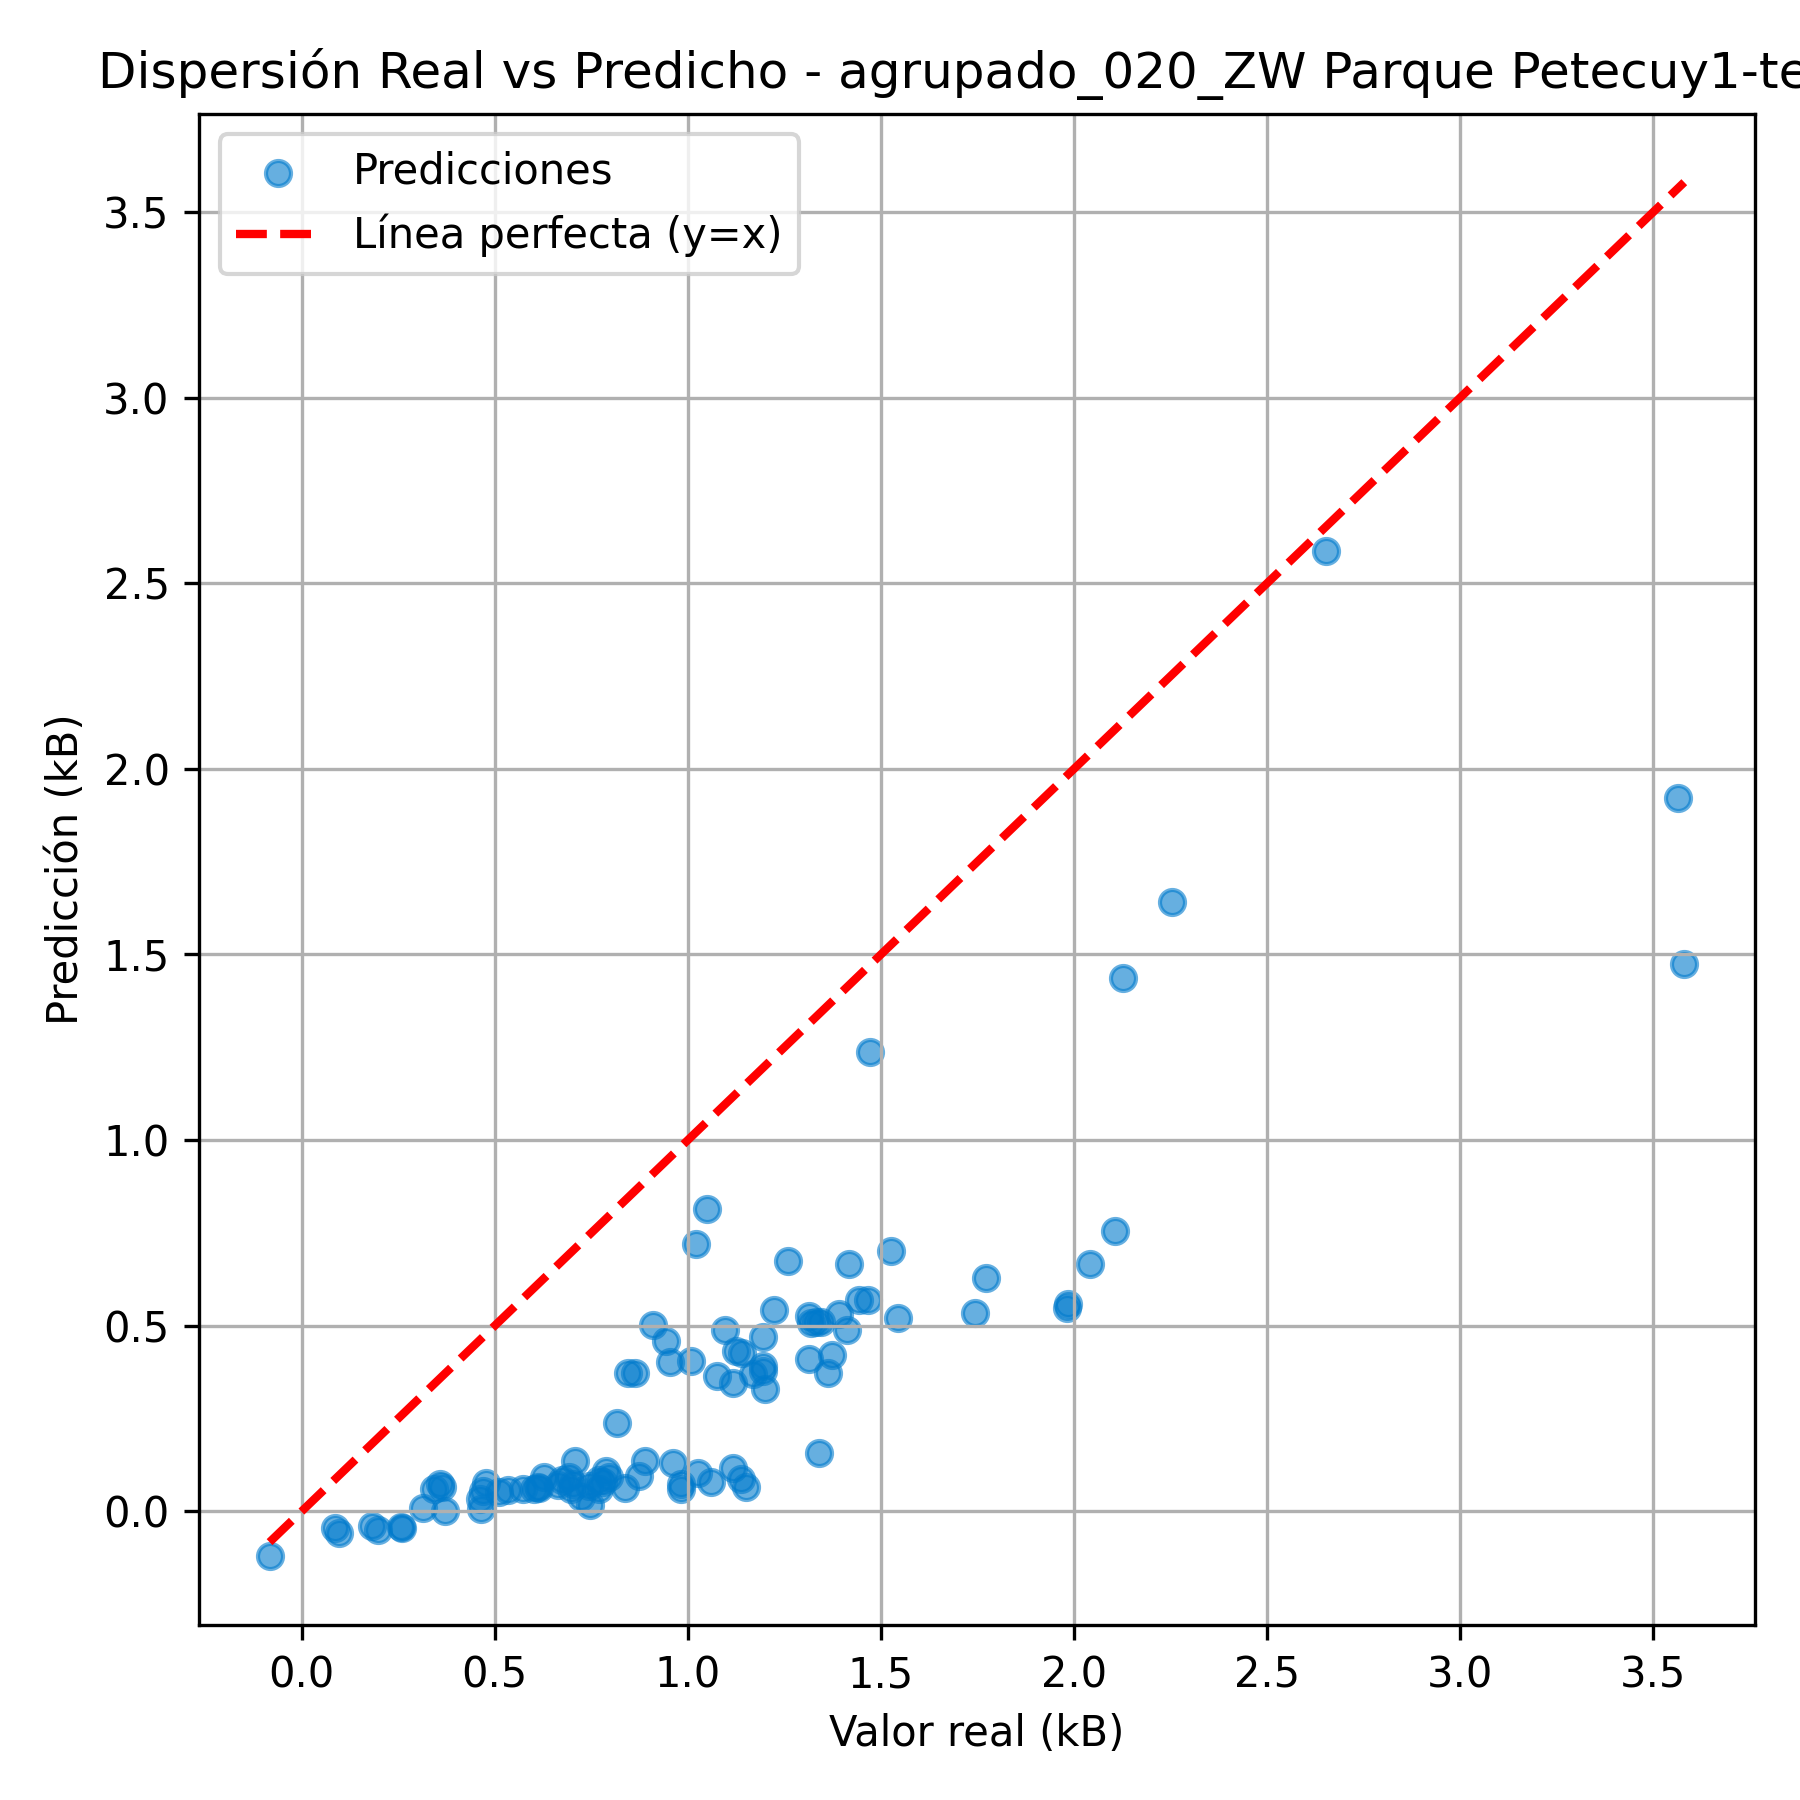 Dispersión Real vs Predicho - agrupado_020_ZW Parque Petecuy1-te
Predicciones
Línea perfecta (y=x)
3.5
3.0
2.5
2.0
1.5
1.0
0.5
0.0
Predicción (kB)
0.0 0.5 1.0 1.5 2.0 2.5 3.0 3.5
Valor real (kB)